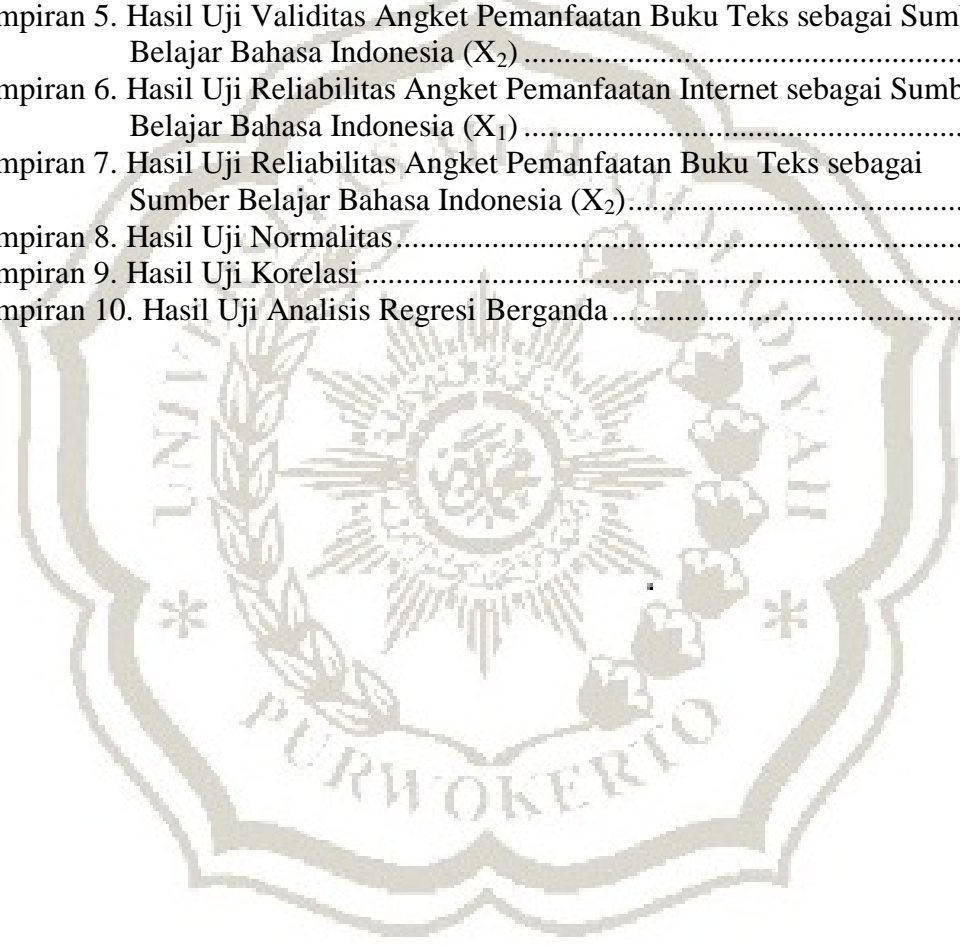 mpiran 5. Hasil Uji Validitas Angket Pemanfaatan Buku Teks sebagai Sum
Belajar Bahasa Indonesia (X₂) ........................................................
mpiran 6. Hasil Uji Reliabilitas Angket Pemanfaatan Internet sebagai Sumb
Belajar Bahasa Indonesia (X₁) ........................................................
mpiran 7. Hasil Uji Reliabilitas Angket Pemanfaatan Buku Teks sebagai
Sumber Belajar Bahasa Indonesia (X₂)...........................................
mpiran 8. Hasil Uji Normalitas........................................................................
mpiran 9. Hasil Uji Korelasi ............................................................................
mpiran 10. Hasil Uji Analisis Regresi Berganda.............................................
PURWOKERTO